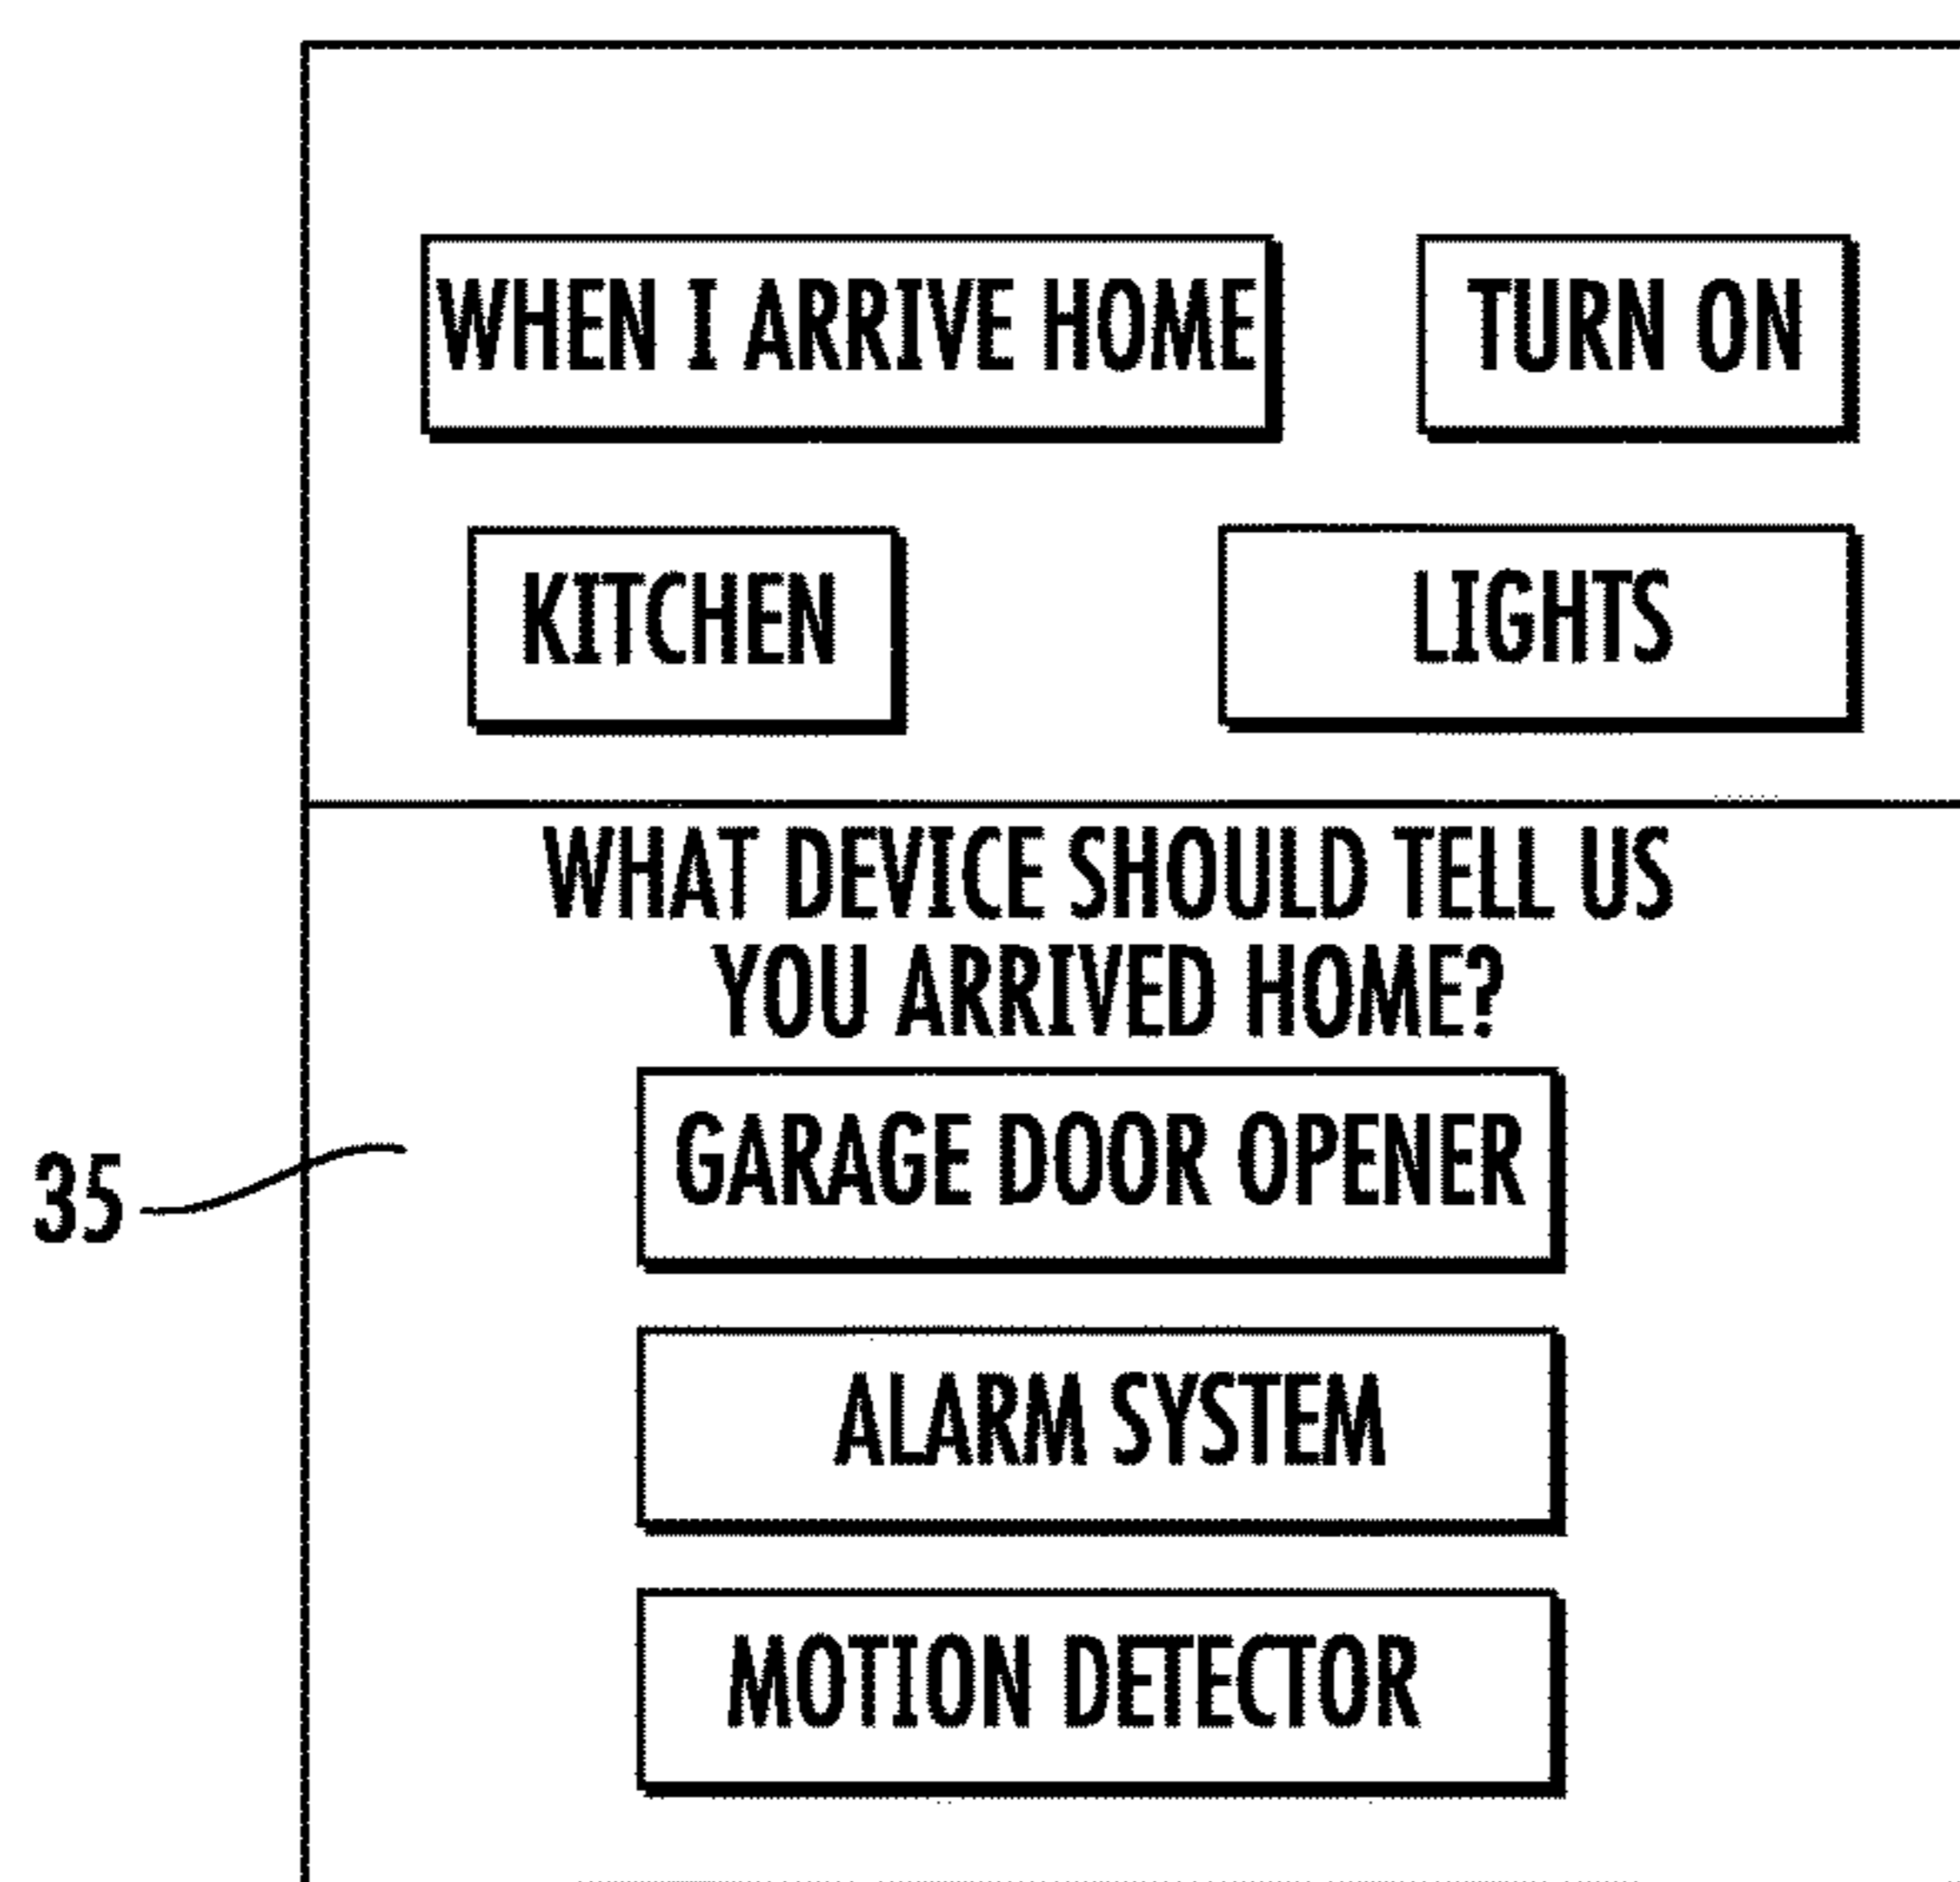 WHEN I ARRIVE HOME TURN ON
KITCHEN LIGHTS
WHAT DEVICE SHOULD TELL US
YOU ARRIVED HOME?
GARAGE DOOR OPENER
35
ALARM SYSTEM
MOTION DETECTOR